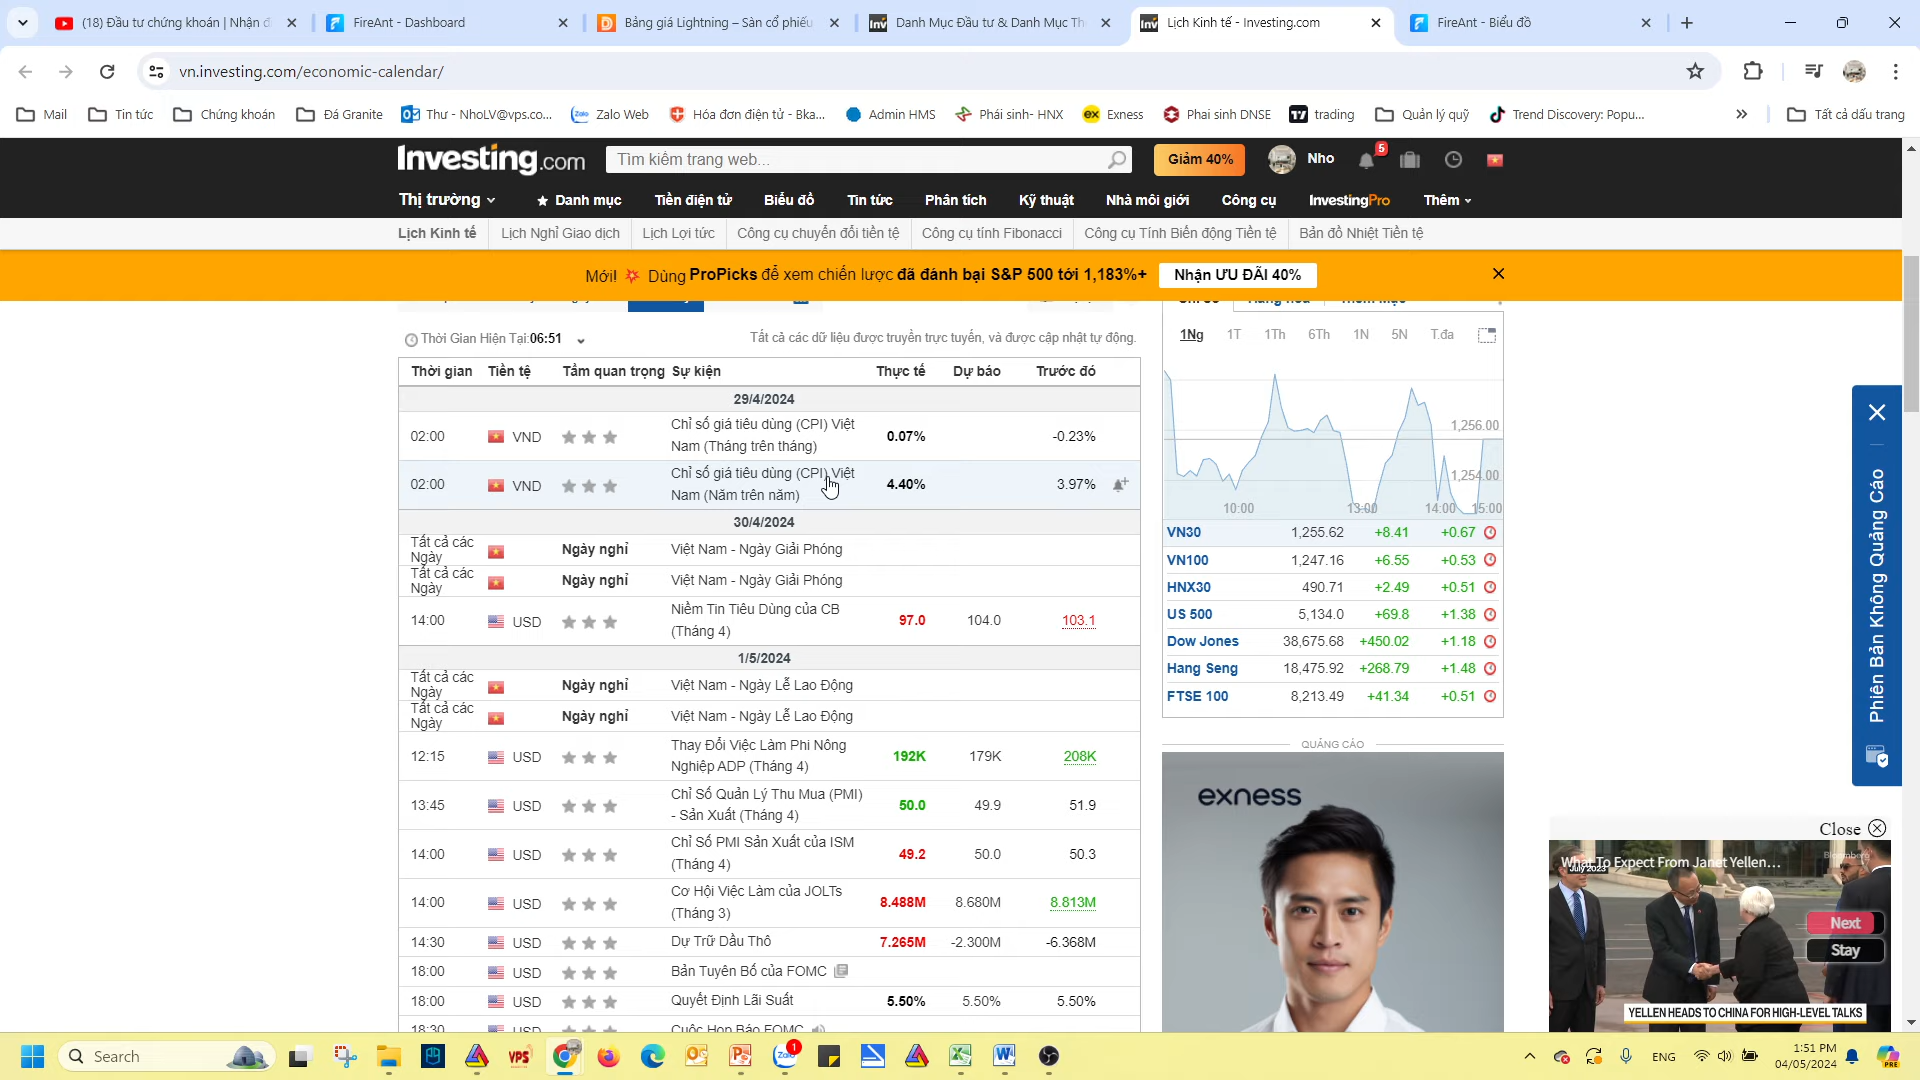 (18) Đầu tư chứng khoán | Nhận đ
FireAnt - Dashboard
Bảng giá Lightning – Sàn cổ phiếu
Danh Mục Đầu tư & Danh Mục Th
Lịch Kinh tế - Investing.com
FireAnt - Biểu đồ
vn.investing.com/economic-calendar/
Mail
Tin tức
Chứng khoán
Đá Granite
Thư - NhoLV@vps.co...
Zalo Web
Hóa đơn điện tử - Bka...
Admin HMS
Phái sinh- HNX
Exness
Phai sinh DNSE
trading
Quản lý quỹ
Trend Discovery: Popu...
Tất cả dấu trang
Investing.com
Tìm kiếm trang web...
Giảm 40%
Nho
5
Thị trường
Danh mục
Tiền điện tử
Biểu đồ
Tin tức
Phân tích
Kỹ thuật
Nhà môi giới
Công cụ
InvestingPro
Thêm
Lịch Kinh tế
Lịch Nghỉ Giao dịch
Lịch Lợi tức
Công cụ chuyển đổi tiền tệ
Công cụ tính Fibonacci
Công cụ Tính Biến động Tiền tệ
Bản đồ Nhiệt Tiền tệ
Mới! Dùng ProPicks để xem chiến lược đã đánh bại S&P 500 tới 1,183%+
Nhận ƯU ĐÃI 40%
Thời Gian Hiện Tại:06:51
Tất cả các dữ liệu được truyền trực tuyến, và được cập nhật tự động.
Thời gian Tiền tệ Tầm quan trọng Sự kiện Thực tế Dự báo Trước đó
29/4/2024
02:00 VND Chỉ số giá tiêu dùng (CPI) Việt
Nam (Tháng trên tháng) 0.07% -0.23%
02:00 VND Chỉ số giá tiêu dùng (CPI) Việt
Nam (Năm trên năm) 4.40% 3.97%
30/4/2024
Tất cả các
Ngày Ngày nghỉ Việt Nam - Ngày Giải Phóng
Tất cả các
Ngày Ngày nghỉ Việt Nam - Ngày Giải Phóng
14:00 USD Niềm Tin Tiêu Dùng của CB
(Tháng 4) 97.0 104.0 103.1
1/5/2024
Tất cả các
Ngày Ngày nghỉ Việt Nam - Ngày Lễ Lao Động
Tất cả các
Ngày Ngày nghỉ Việt Nam - Ngày Lễ Lao Động
12:15 USD Thay Đổi Việc Làm Phi Nông
Nghiệp ADP (Tháng 4) 192K 179K 208K
13:45 USD Chỉ Số Quản Lý Thu Mua (PMI)
- Sản Xuất (Tháng 4) 50.0 49.9 51.9
14:00 USD Chỉ Số PMI Sản Xuất của ISM
(Tháng 4) 49.2 50.0 50.3
14:00 USD Cơ Hội Việc Làm của JOLTs
(Tháng 3) 8.488M 8.680M 8.813M
14:30 USD Dự Trữ Dầu Thô 7.265M -2.300M -6.368M
18:00 USD Bản Tuyên Bố của FOMC
18:00 USD Quyết Định Lãi Suất 5.50% 5.50% 5.50%
18:30 USD Cuộc Họp Báo FOMC
1Ng 1T 1Th 6Th 1N 5N T.đa
1,256.00
1,254.00
10:00 13:00 14:00 15:00
VN30 1,255.62 +8.41 +0.67
VN100 1,247.16 +6.55 +0.53
HNX30 490.71 +2.49 +0.51
US 500 5,134.0 +69.8 +1.38
Dow Jones 38,675.68 +450.02 +1.18
Hang Seng 18,475.92 +268.79 +1.48
FTSE 100 8,213.49 +41.34 +0.51
QUẢNG CÁO
exness
Phiên Bản Không Quảng Cáo
Close
What To Expect From Janet Yellen…
Bloomberg
July 2023
Next
Stay
YELLEN HEADS TO CHINA FOR HIGH-LEVEL TALKS
Search
VPS
Zalo
1
ENG
1:51 PM
04/05/2024
PRE